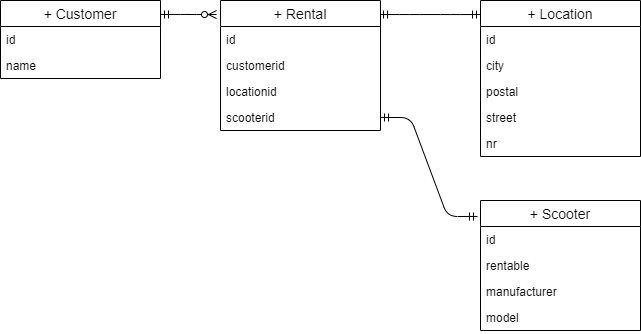 + Customer
id
name
+ Rental
id
customerid
locationid
scooterid
+ Location
id
city
postal
street
nr
+ Scooter
id
rentable
manufacturer
model